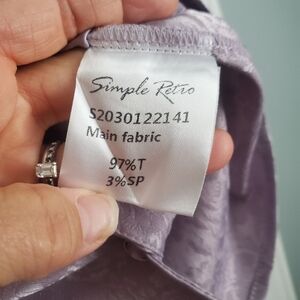 Simple Retro
S2030122141
Main fabric
97%T
3%SP